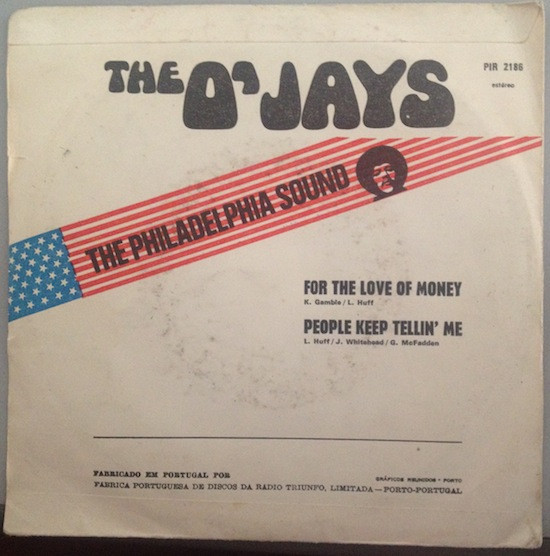 THE O'JAYS
PIR 2186
estéreo
THE PHILADELPHIA SOUND
FOR THE LOVE OF MONEY
K. Gamble / L. Huff
PEOPLE KEEP TELLIN' ME
L. Huff / J. Whitehead / G. McFadden
FABRICADO EM PORTUGAL POR
FABRICA PORTUGUESA DE DISCOS DA RADIO TRIUNFO, LIMITADA — PORTO-PORTUGAL
GRÁFICOS REUNIDOS - PORTO